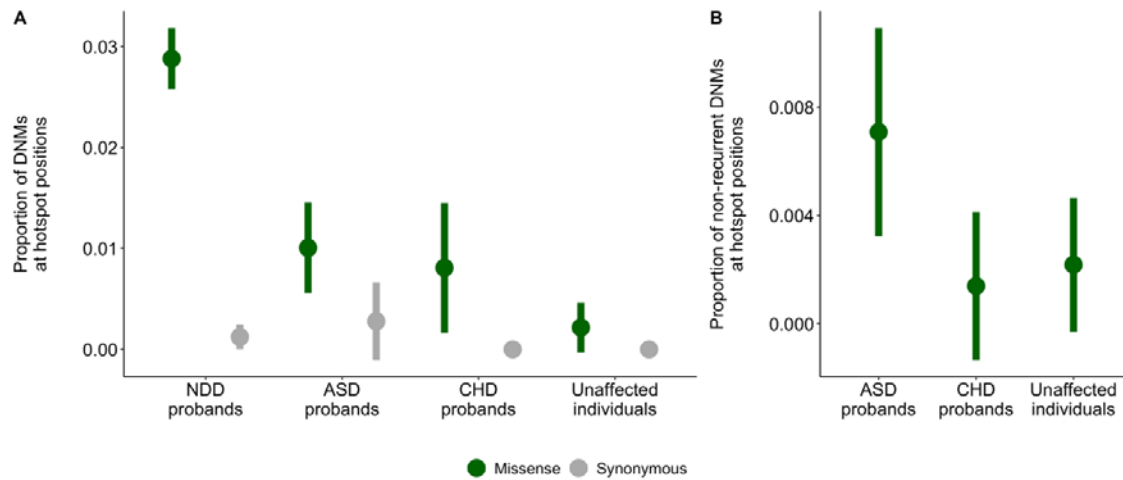 A
Proportion of DNMs
at hotspot positions
0.03
0.02
0.01
0.00
NDD
probands
ASD
probands
CHD
probands
Unaffected
individuals
B
Proportion of non-recurrent DNMs
at hotspot positions
0.008
0.004
0.000
ASD
probands
CHD
probands
Unaffected
individuals
Missense
Synonymous